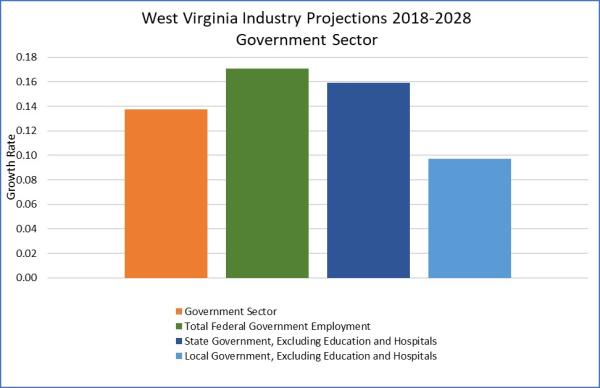 West Virginia Industry Projections 2018-2028
Government Sector
0.18
0.16
0.14
0.12
0.10
0.08
0.06
0.04
0.02
0.00
Growth Rate
Government Sector
Total Federal Government Employment
State Government, Excluding Education and Hospitals
Local Government, Excluding Education and Hospitals